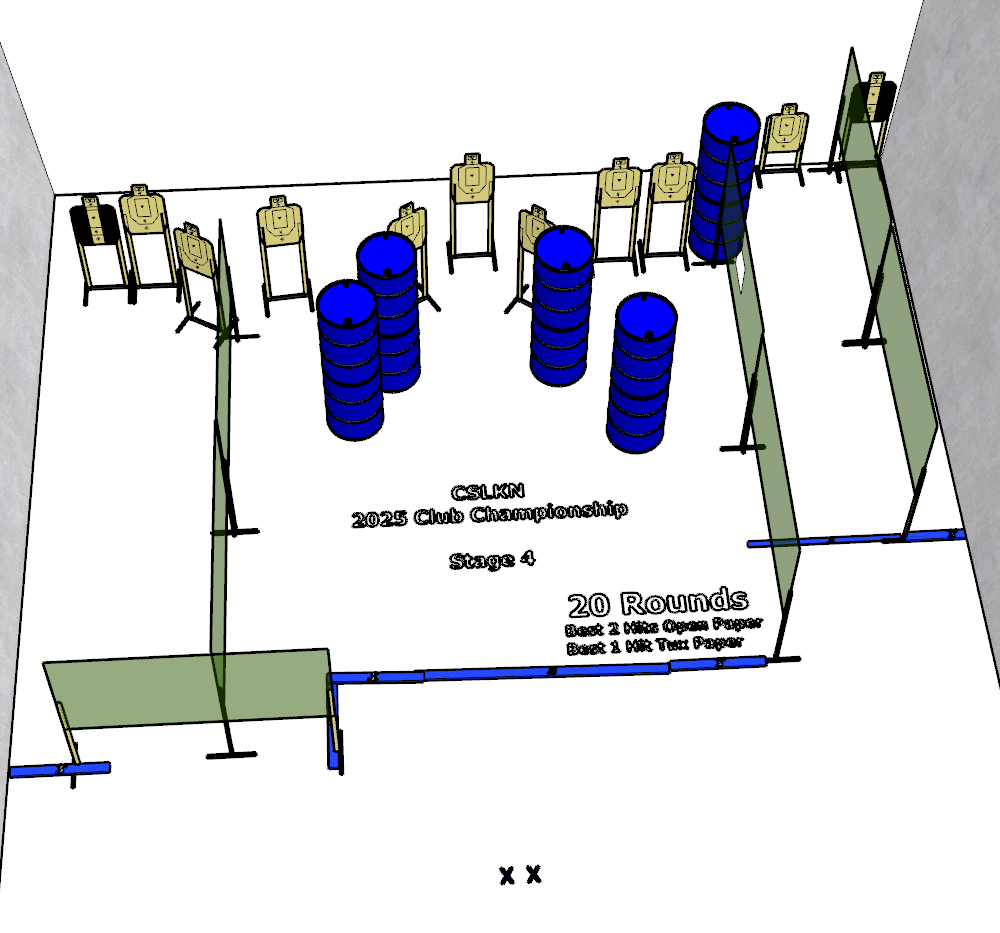 CSLKN
2025 Club Championship
Stage 4
20 Rounds
Best 2 Hits Open Paper
Best 1 Hit Tux Paper
X X